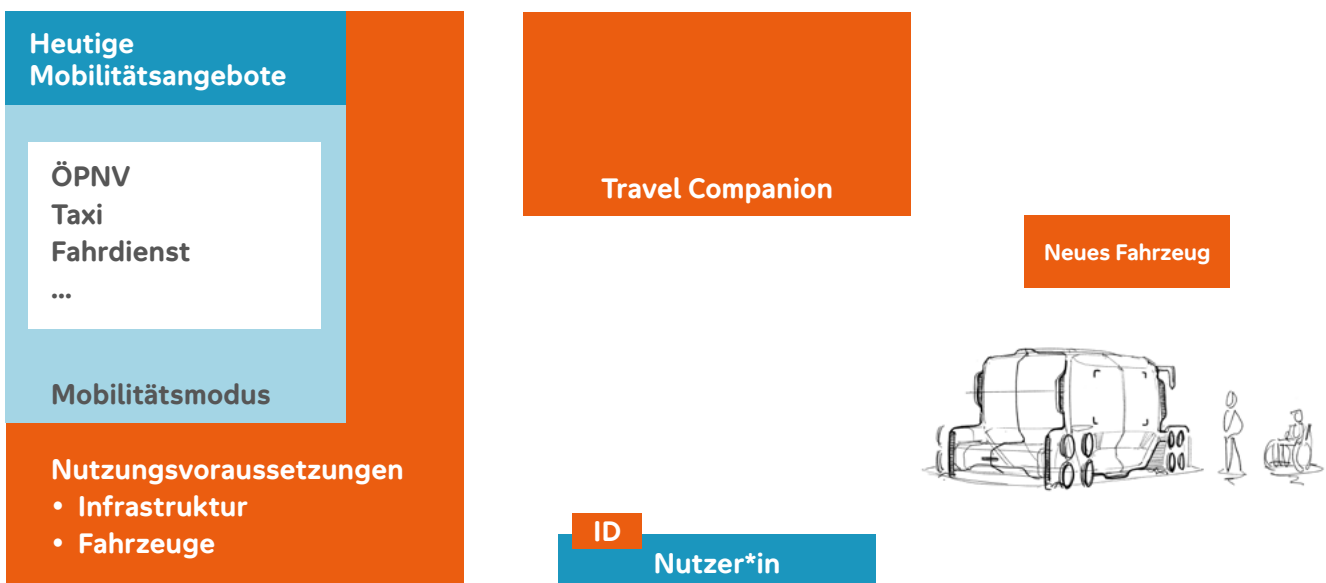 Heutige
Mobilitätsangebote
ÖPNV
Taxi
Fahrdienst
...
Mobilitätsmodus
Nutzungsvoraussetzungen
• Infrastruktur
• Fahrzeuge
Travel Companion
Neues Fahrzeug
ID
Nutzer*in